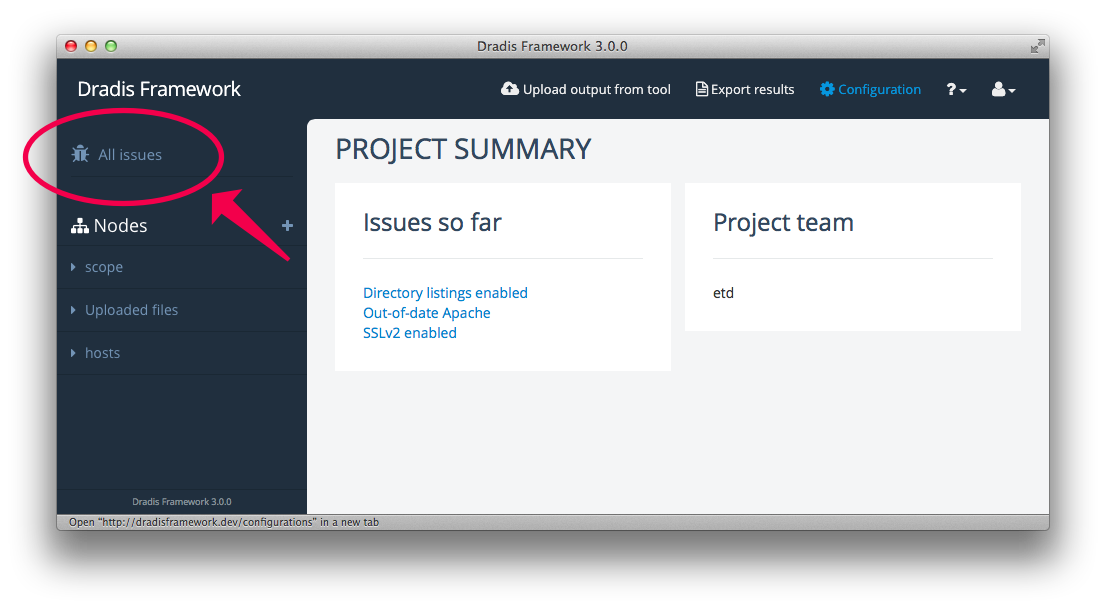 Dradis Framework 3.0.0
Dradis Framework
Upload output from tool
Export results
Configuration
?
All issues
Nodes
+
scope
Uploaded files
hosts
Dradis Framework 3.0.0
PROJECT SUMMARY
Issues so far
Directory listings enabled
Out-of-date Apache
SSLv2 enabled
Project team
etd
Open “http://dradisframework.dev/configurations” in a new tab